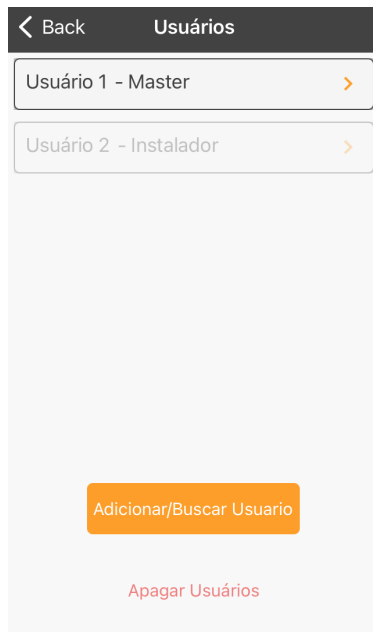 Back
Usuários
Usuário 1 - Master
Usuário 2 - Instalador
Adicionar/Buscar Usuario
Apagar Usuários